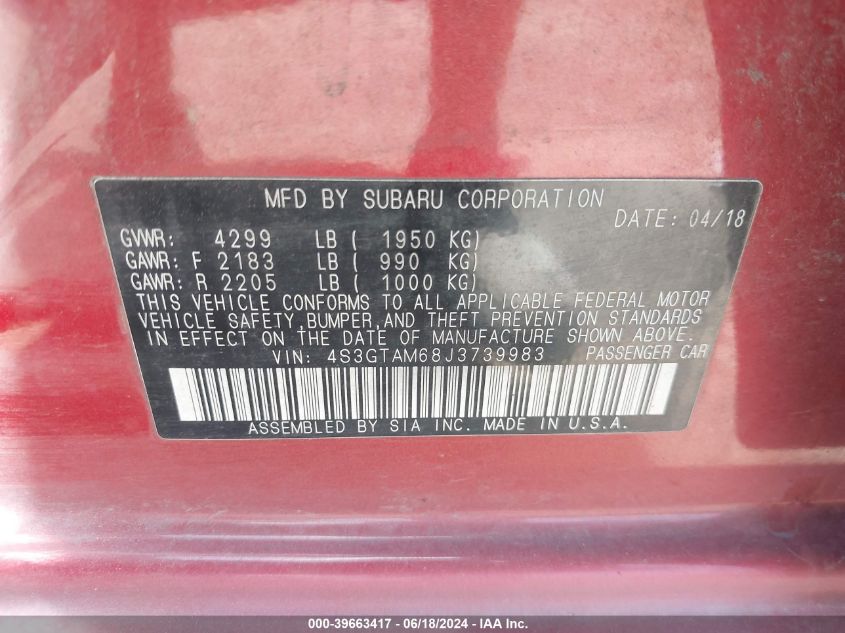 MFD BY SUBARU CORPORATION
DATE: 04/18
GVWR: 4299 LB ( 1950 KG)
GAWR: F 2183 LB ( 990 KG)
GAWR: R 2205 LB ( 1000 KG)
THIS VEHICLE CONFORMS TO ALL APPLICABLE FEDERAL MOTOR
VEHICLE SAFETY, BUMPER, AND THEFT PREVENTION STANDARDS
IN EFFECT ON THE DATE OF MANUFACTURE SHOWN ABOVE.
VIN: 4S3GTAM68J3739983 PASSENGER CAR
ASSEMBLED BY SIA INC. MADE IN U.S.A.
000-39663417 - 06/18/2024 - IAA Inc.